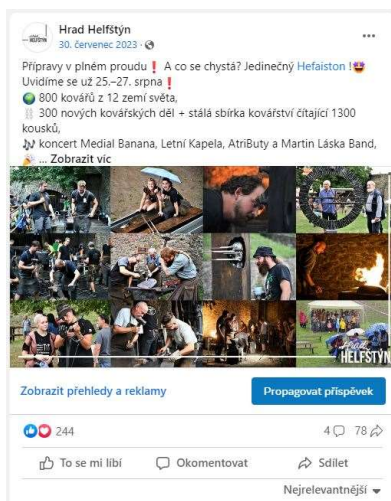 Hrad Helfštýn
30. červenec 2023 ·
Přípravy v plném proudu❗ A co se chystá? Jedinečný Hefaiston !🤩
Uvidíme se už 25.–27. srpna❗
🌍 800 kovářů z 12 zemí světa,
300 nových kovářských děl + stálá sbírka kovářství čítající 1300
kousků,
🎶 koncert Medial Banana, Letní Kapela, AtriButy a Martin Láska Band,
🎉 ... Zobrazit víc
Hrad
HELFŠTÝN
Zobrazit přehledy a reklamy
Propagovat příspěvek
244
4
78
To se mi líbí
Okomentovat
Sdílet
Nejrelevantnější